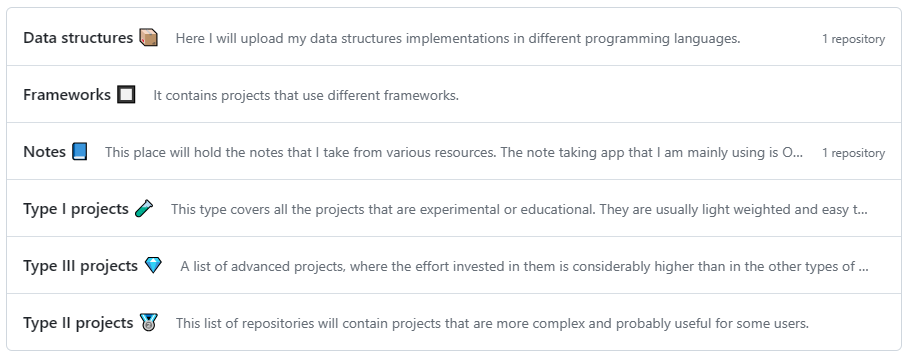 Data structures 📦 Here I will upload my data structures implementations in different programming languages. 1 repository
Frameworks 🔲 It contains projects that use different frameworks.
Notes 📘 This place will hold the notes that I take from various resources. The note taking app that I am mainly using is O... 1 repository
Type I projects 🧪 This type covers all the projects that are experimental or educational. They are usually light weighted and easy t...
Type III projects 💎 A list of advanced projects, where the effort invested in them is considerably higher than in the other types of ...
Type II projects 🏅 This list of repositories will contain projects that are more complex and probably useful for some users.